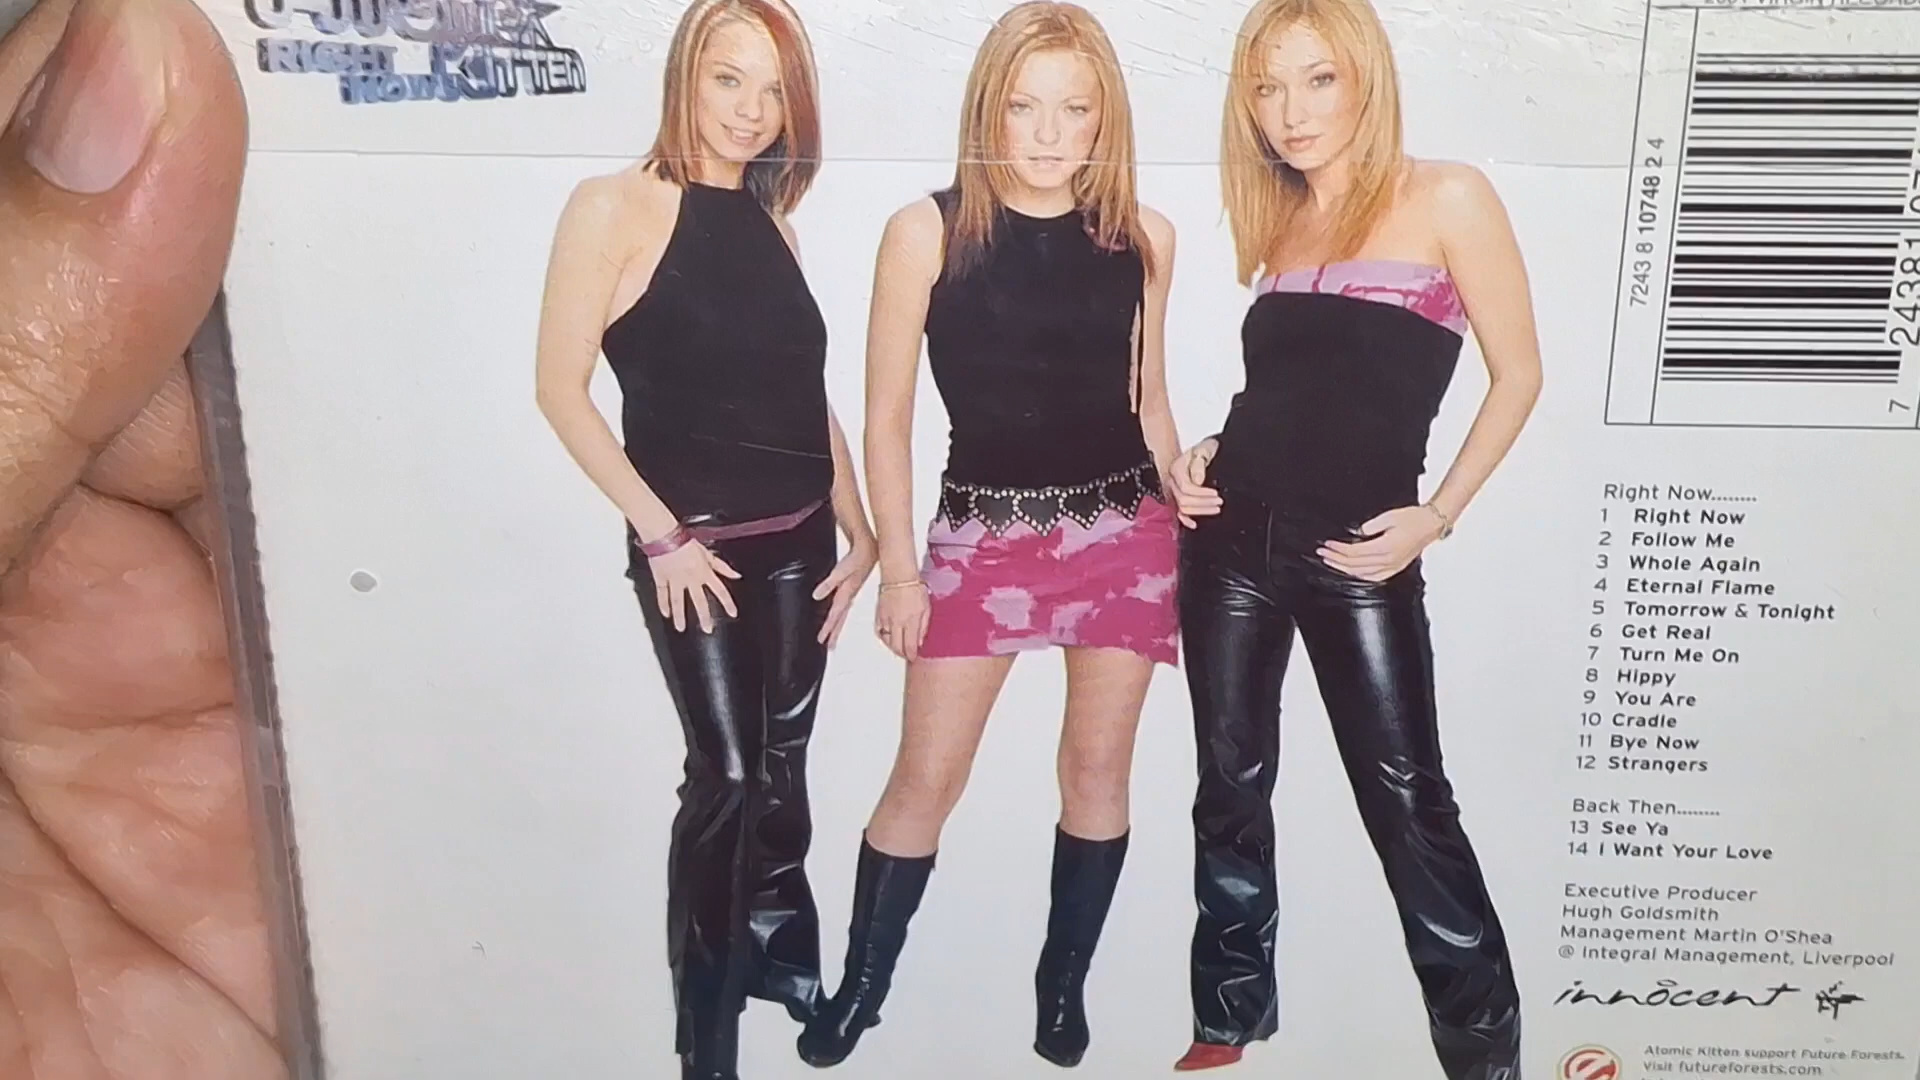 RIGHT
NOW
KITTEN
7243 8 10748 2 4
Right Now........
1 Right Now
2 Follow Me
3 Whole Again
4 Eternal Flame
5 Tomorrow & Tonight
6 Get Real
7 Turn Me On
8 Hippy
9 You Are
10 Cradle
11 Bye Now
12 Strangers
Back Then........
13 See Ya
14 I Want Your Love
Executive Producer
Hugh Goldsmith
Management Martin O'Shea
@ Integral Management, Liverpool
innocent
Atomic Kitten support Future Forests.
Visit futureforests.com